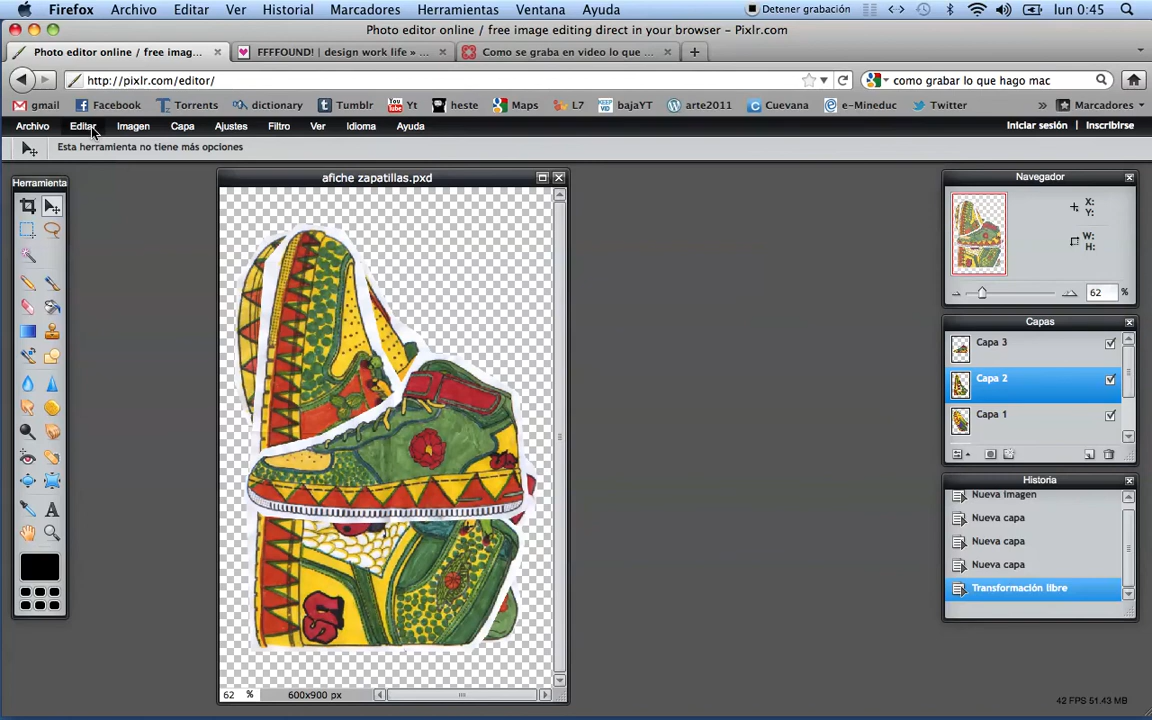 Firefox Archivo Editar Ver Historial Marcadores Herramientas Ventana Ayuda Detener grabación lun 0:45
Photo editor online / free image editing direct in your browser – Pixlr.com
Photo editor online / free imag... FFFFOUND! | design work life » ... Como se graba en video lo que ...
http://pixlr.com/editor/ como grabar lo que hago mac
gmail Facebook Torrents dictionary Tumblr Yt heste Maps L7 bajaYT arte2011 Cuevana e-Mineduc Twitter » Marcadores
Archivo Editar Imagen Capa Ajustes Filtro Ver Idioma Ayuda Iniciar sesión | Inscribirse
Esta herramienta no tiene más opciones
Herramienta
afiche zapatillas.pxd
62 %
600x900 px
Navegador
X:
Y:
W:
H:
62 %
Capas
Capa 3
Capa 2
Capa 1
Historia
Nueva imagen
Nueva capa
Nueva capa
Nueva capa
Transformación libre
42 FPS 51.43 MB